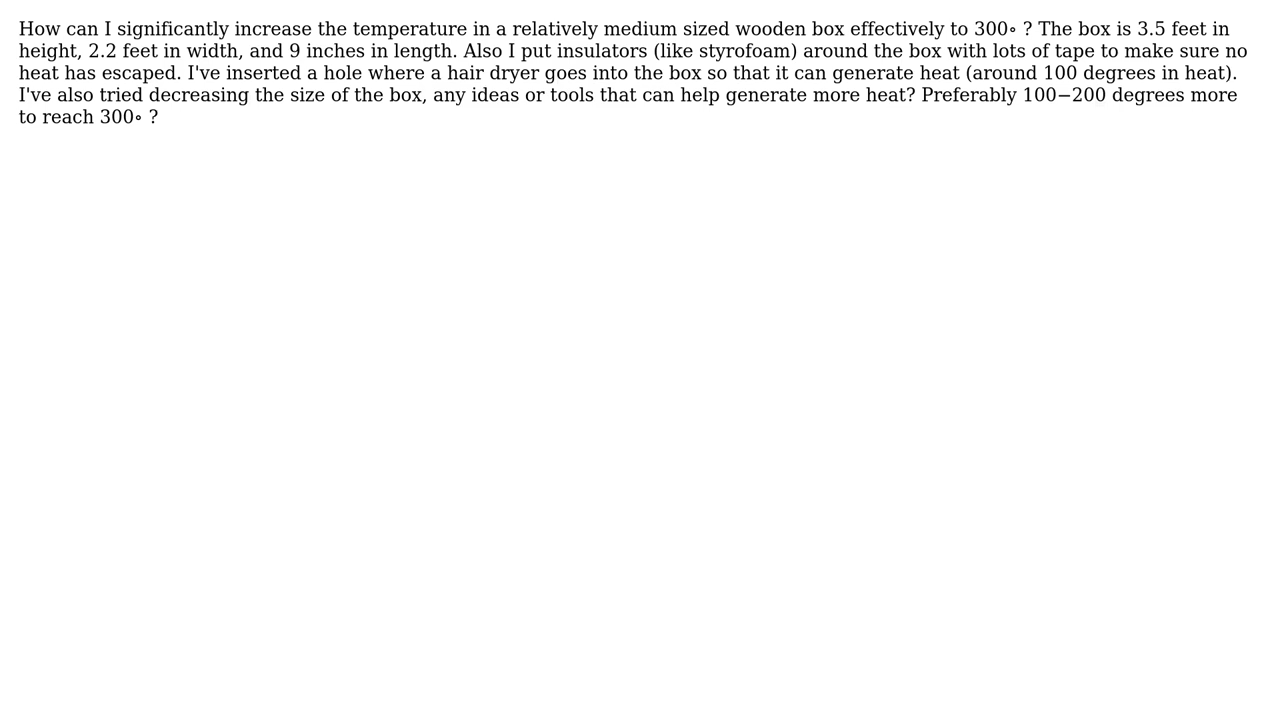 How can I significantly increase the temperature in a relatively medium sized wooden box effectively to 300∘ ? The box is 3.5 feet in
height, 2.2 feet in width, and 9 inches in length. Also I put insulators (like styrofoam) around the box with lots of tape to make sure no
heat has escaped. I've inserted a hole where a hair dryer goes into the box so that it can generate heat (around 100 degrees in heat).
I've also tried decreasing the size of the box, any ideas or tools that can help generate more heat? Preferably 100−200 degrees more
to reach 300∘ ?